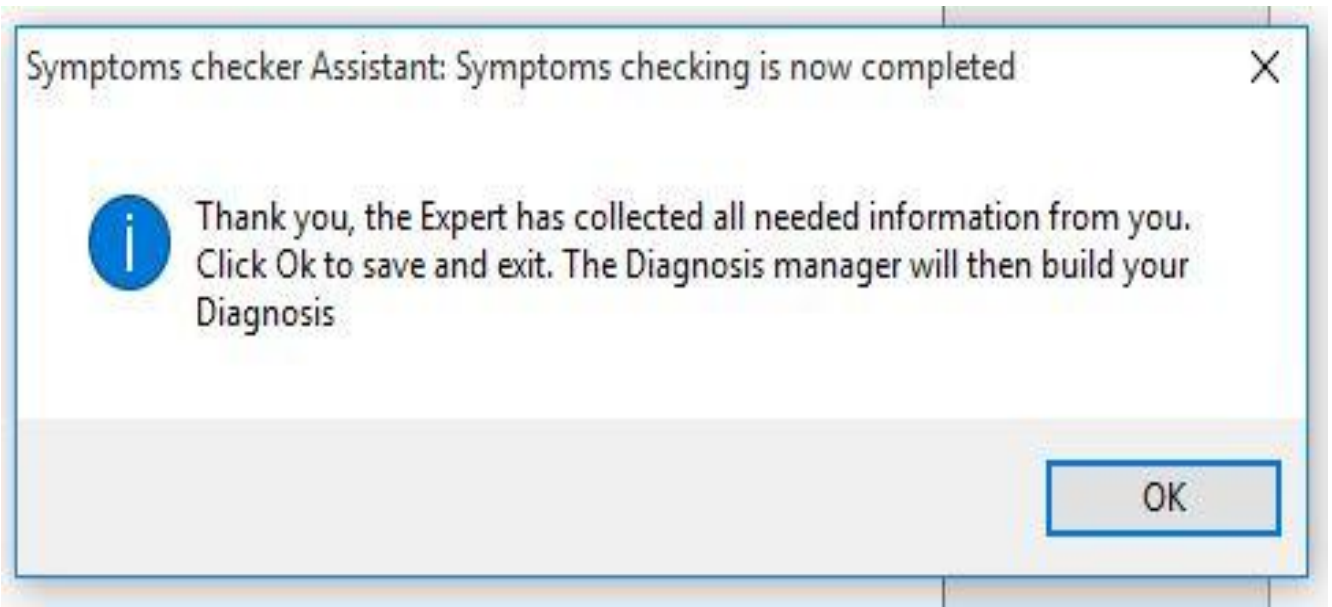 Symptoms checker Assistant: Symptoms checking is now completed
Thank you, the Expert has collected all needed information from you.
Click Ok to save and exit. The Diagnosis manager will then build your
Diagnosis
OK